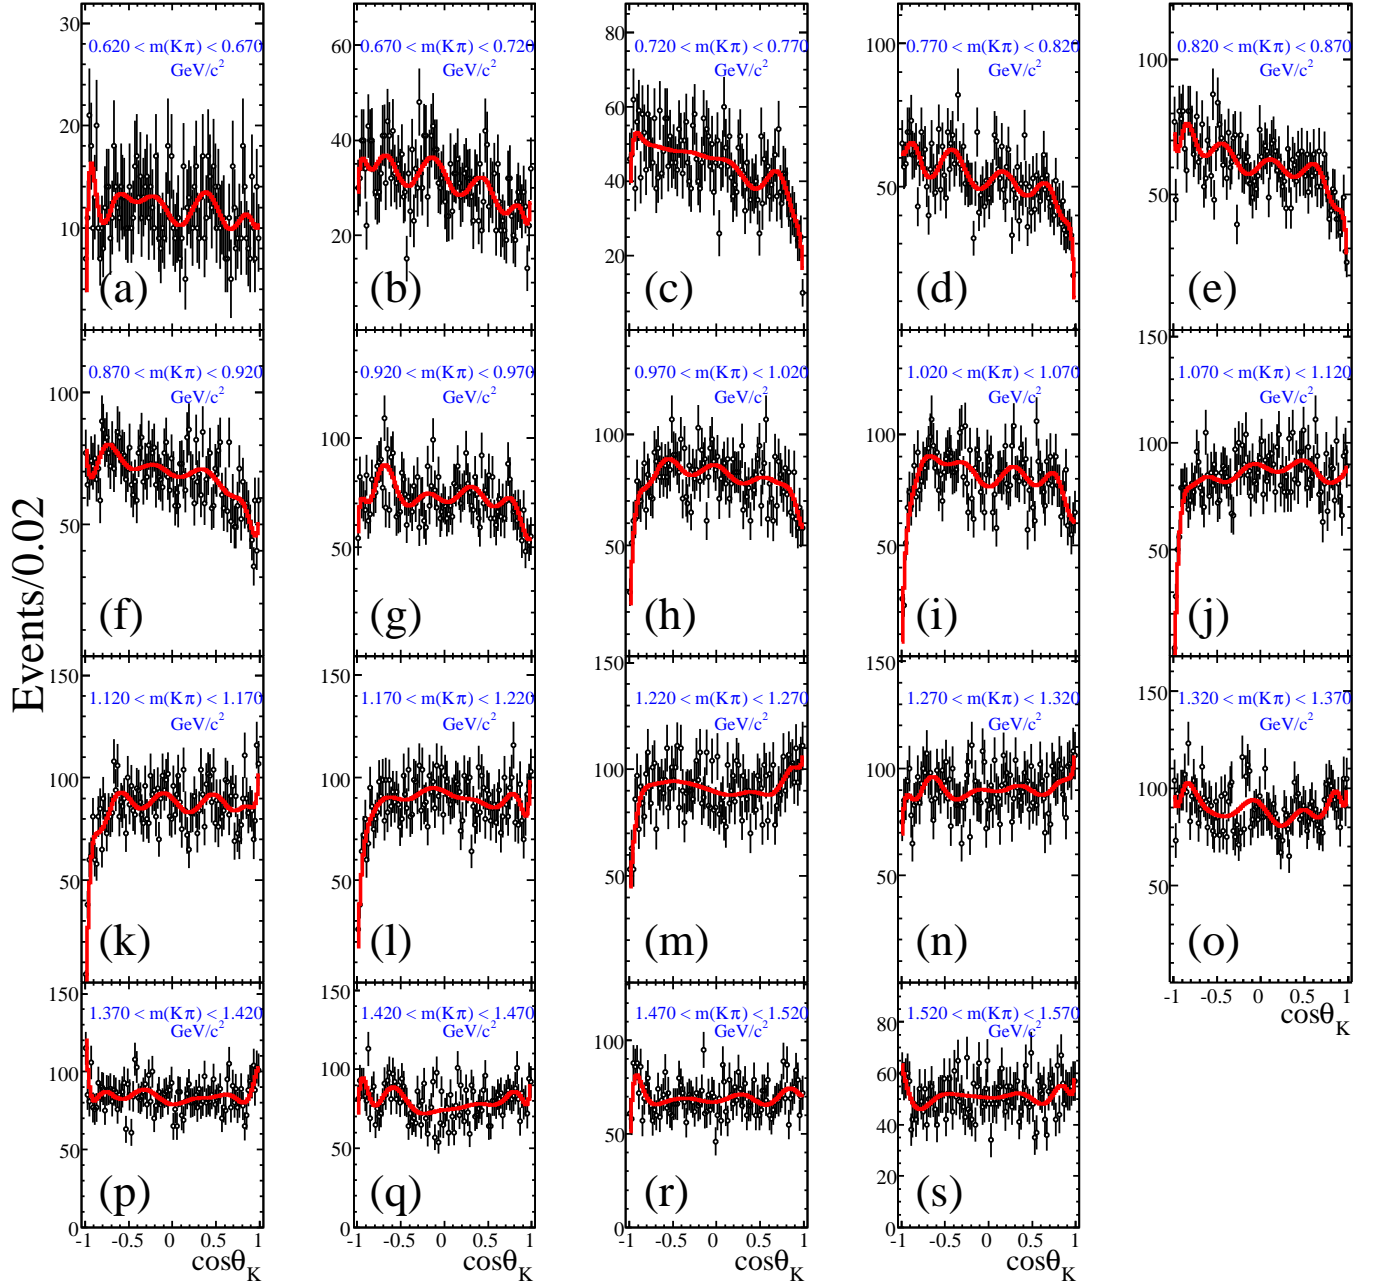 Events/0.02
30
20
10
0.620 < m(Kπ) < 0.670
GeV/c²
(a)
60
40
20
0.670 < m(Kπ) < 0.720
GeV/c²
(b)
80
60
40
20
0.720 < m(Kπ) < 0.770
GeV/c²
(c)
100
50
0.770 < m(Kπ) < 0.820
GeV/c²
(d)
100
50
0.820 < m(Kπ) < 0.870
GeV/c²
(e)
100
50
0.870 < m(Kπ) < 0.920
GeV/c²
(f)
100
50
0.920 < m(Kπ) < 0.970
GeV/c²
(g)
100
50
0.970 < m(Kπ) < 1.020
GeV/c²
(h)
100
50
1.020 < m(Kπ) < 1.070
GeV/c²
(i)
150
100
50
1.070 < m(Kπ) < 1.120
GeV/c²
(j)
150
100
50
1.120 < m(Kπ) < 1.170
GeV/c²
(k)
150
100
50
1.170 < m(Kπ) < 1.220
GeV/c²
(l)
150
100
50
1.220 < m(Kπ) < 1.270
GeV/c²
(m)
150
100
50
1.270 < m(Kπ) < 1.320
GeV/c²
(n)
150
100
50
1.320 < m(Kπ) < 1.370
GeV/c²
(o)
-1 -0.5 0 0.5 1
cosθ_K
150
100
50
0
1.370 < m(Kπ) < 1.420
GeV/c²
(p)
-1 -0.5 0 0.5 1
cosθ_K
150
100
50
0
1.420 < m(Kπ) < 1.470
GeV/c²
(q)
-1 -0.5 0 0.5 1
cosθ_K
100
50
0
1.470 < m(Kπ) < 1.520
GeV/c²
(r)
-1 -0.5 0 0.5 1
cosθ_K
80
60
40
20
0
1.520 < m(Kπ) < 1.570
GeV/c²
(s)
-1 -0.5 0 0.5 1
cosθ_K